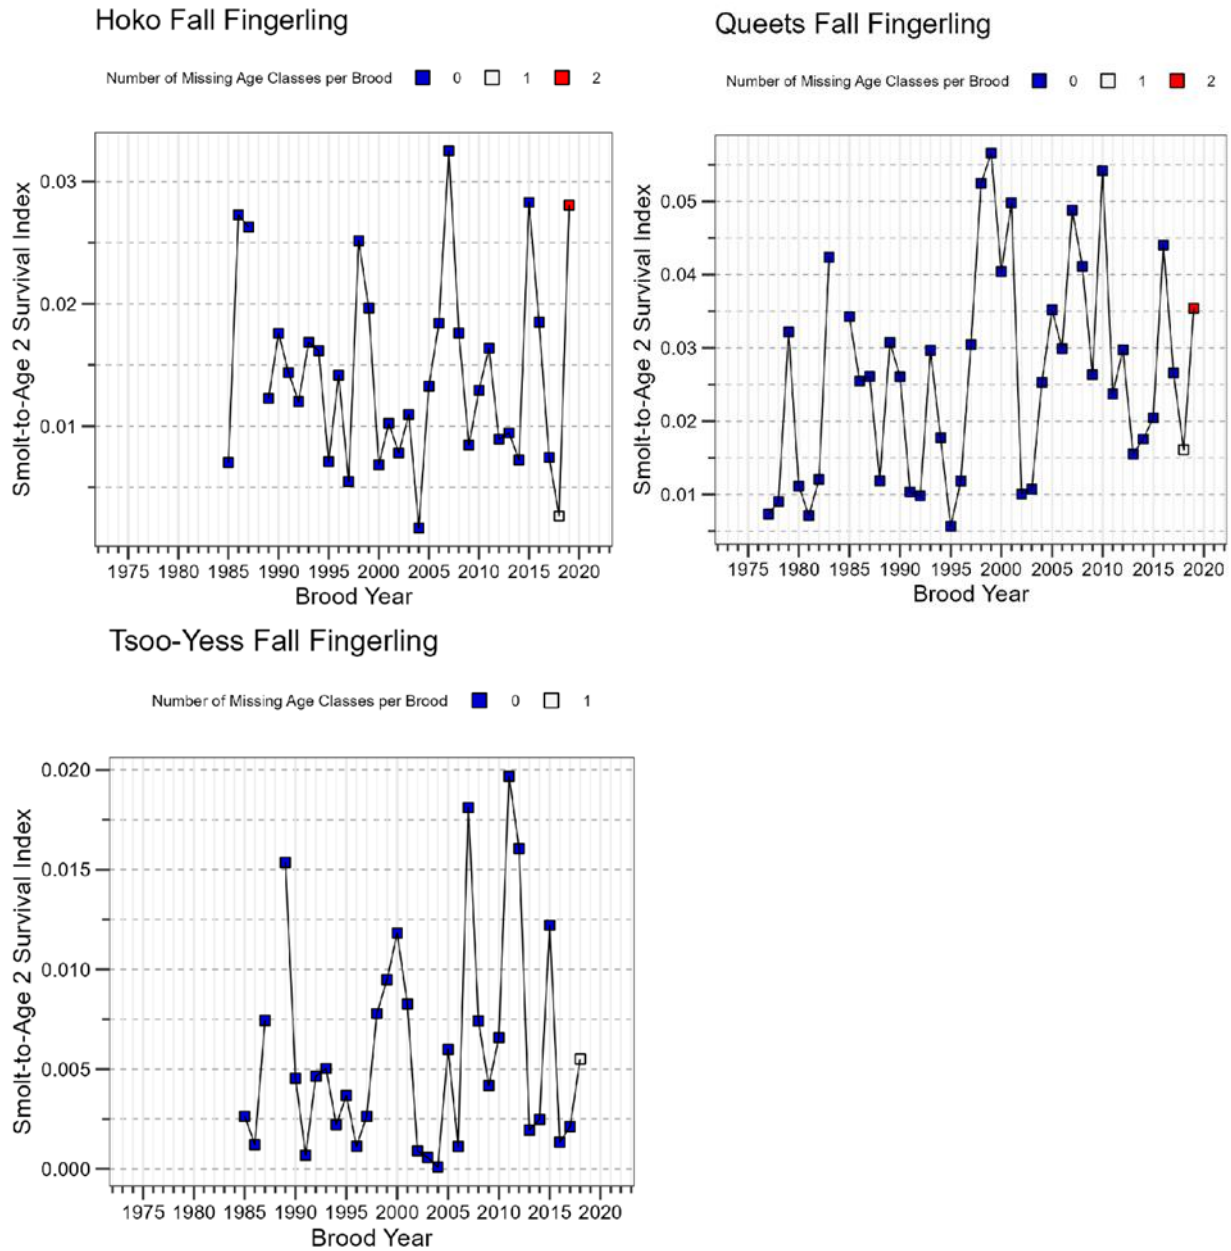 Hoko Fall Fingerling
Number of Missing Age Classes per Brood 0 1 2
Smolt-to-Age 2 Survival Index
0.03
0.02
0.01
1975 1980 1985 1990 1995 2000 2005 2010 2015 2020
Brood Year
Queets Fall Fingerling
Number of Missing Age Classes per Brood 0 1 2
Smolt-to-Age 2 Survival Index
0.05
0.04
0.03
0.02
0.01
1975 1980 1985 1990 1995 2000 2005 2010 2015 2020
Brood Year
Tsoo-Yess Fall Fingerling
Number of Missing Age Classes per Brood 0 1
Smolt-to-Age 2 Survival Index
0.020
0.015
0.010
0.005
0.000
1975 1980 1985 1990 1995 2000 2005 2010 2015 2020
Brood Year